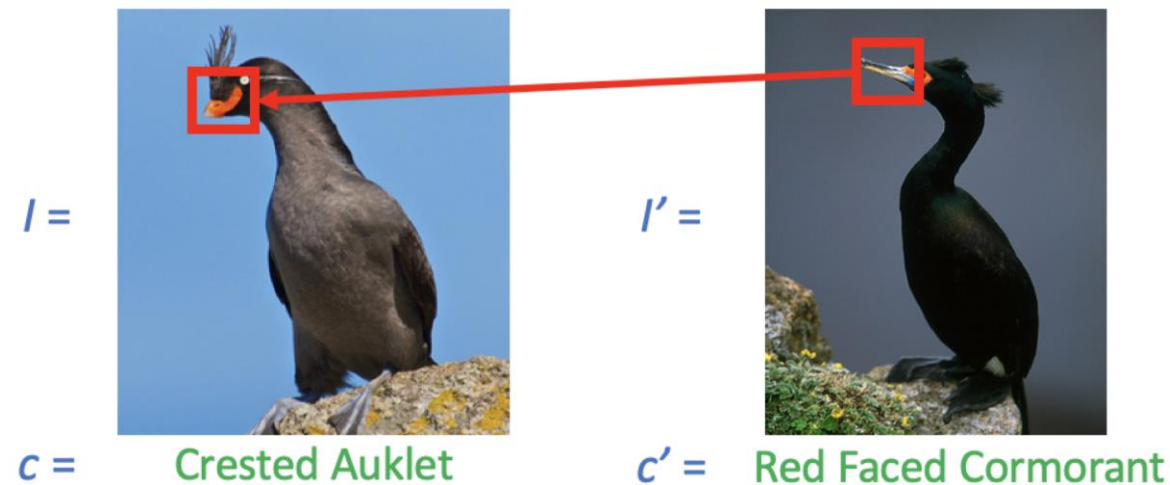 I =
I’ =
c = Crested Auklet
c’ = Red Faced Cormorant